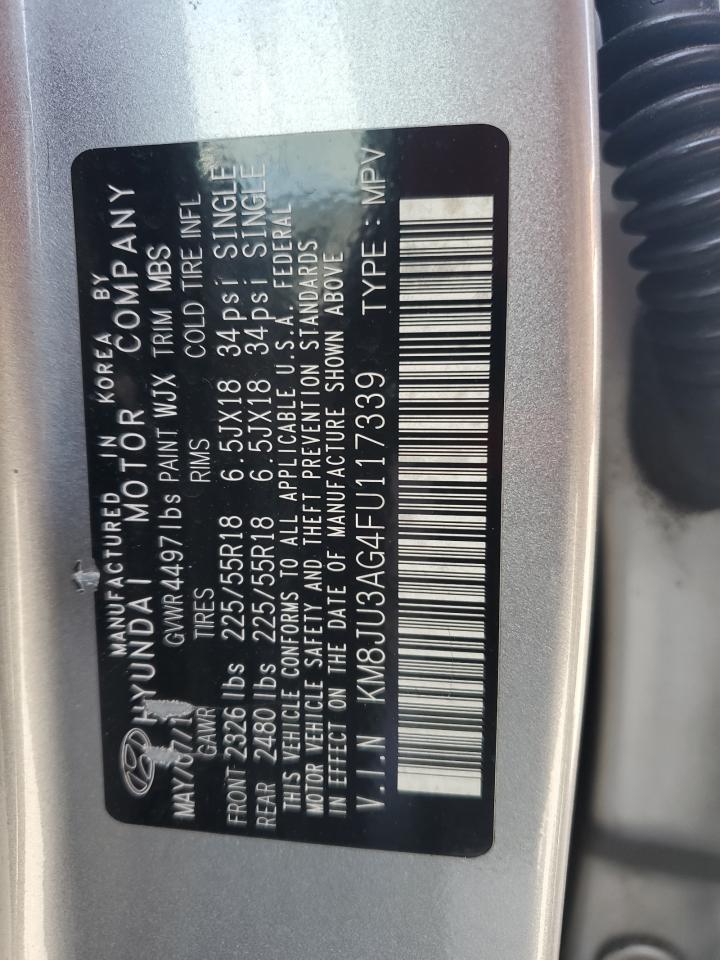 MANUFACTURED IN KOREA BY
HYUNDAI MOTOR COMPANY
MAY/07/1
GVWR 4497lbs PAINT WJX TRIM MBS
GAWR TIRES RIMS COLD TIRE INFL
FRONT 2326 lbs 225/55R18 6.5JX18 34psi SINGLE
REAR 2480 lbs 225/55R18 6.5JX18 34psi SINGLE
THIS VEHICLE CONFORMS TO ALL APPLICABLE U.S.A. FEDERAL
MOTOR VEHICLE SAFETY AND THEFT PREVENTION STANDARDS
IN EFFECT ON THE DATE OF MANUFACTURE SHOWN ABOVE
V.I.N KM8JU3AG4FU117339 TYPE : MPV